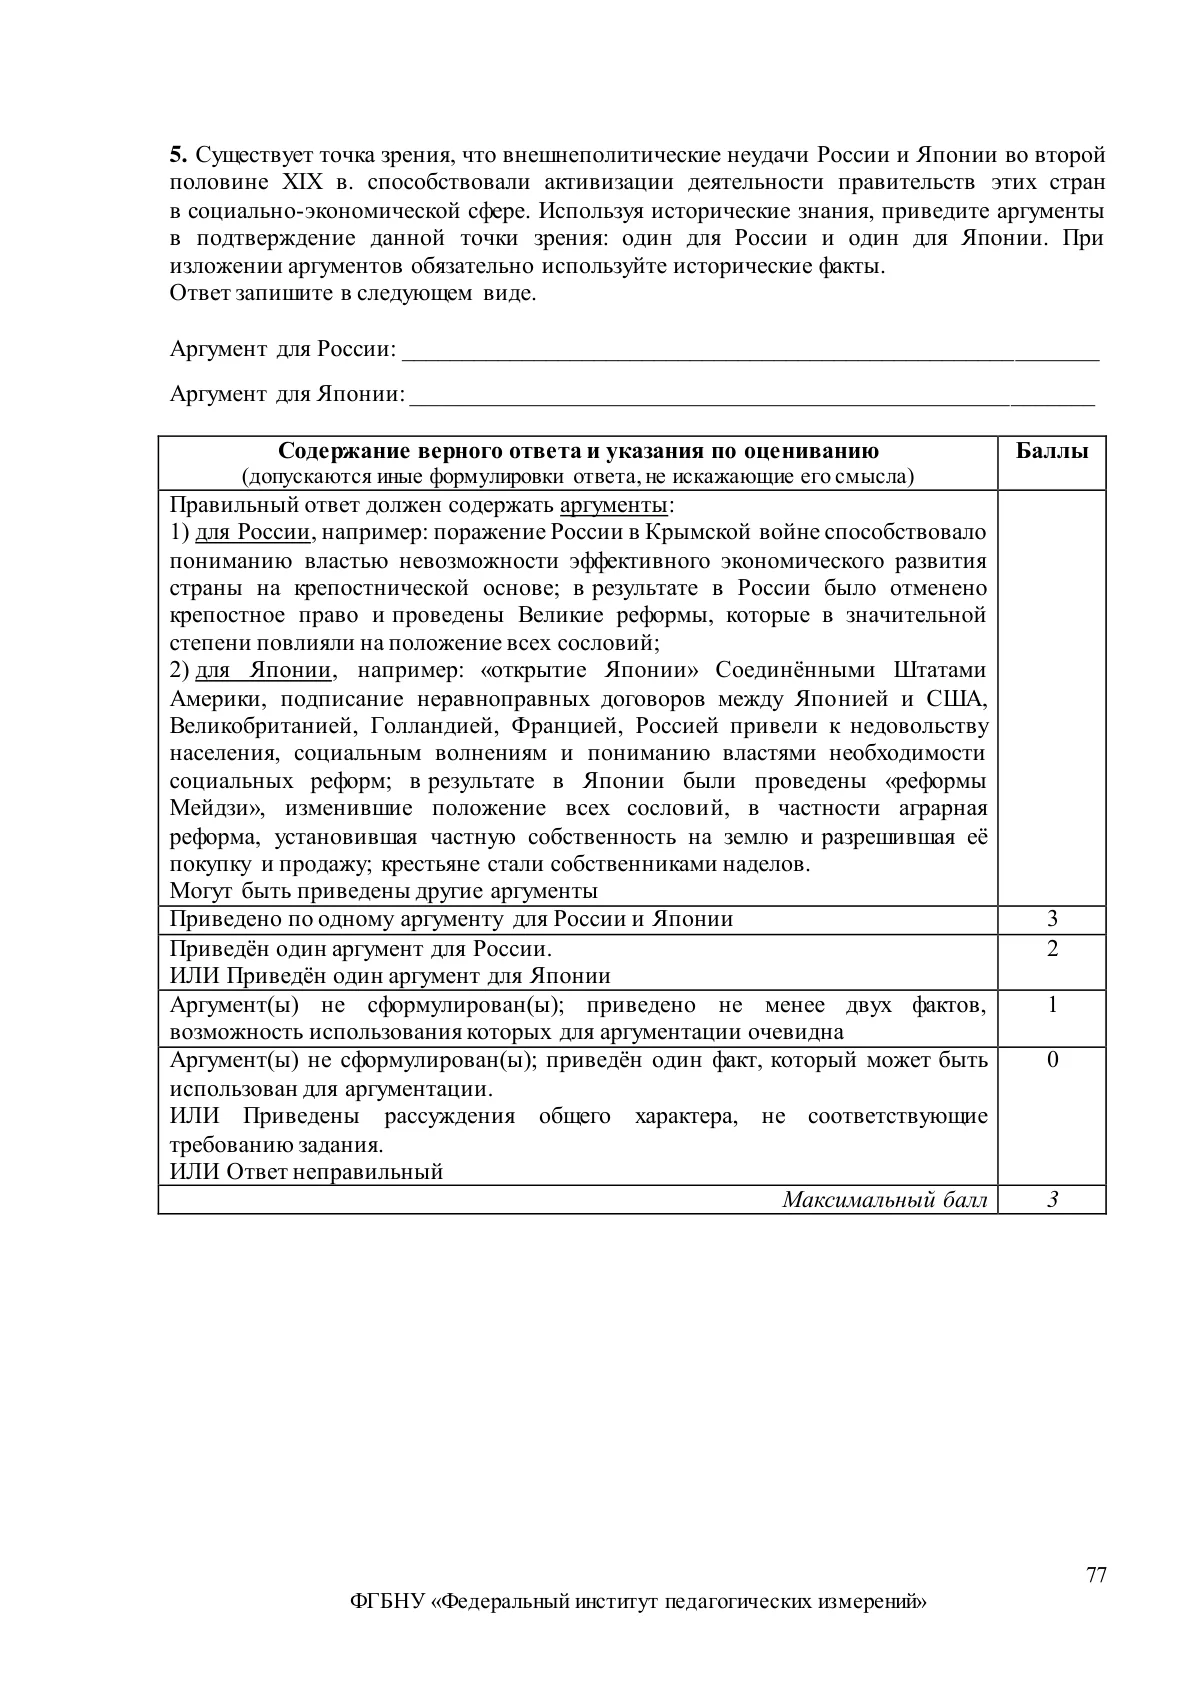 5. Существует точка зрения, что внешнеполитические неудачи России и Японии во второй
половине XIX в. способствовали активизации деятельности правительств этих стран
в социально-экономической сфере. Используя исторические знания, приведите аргументы
в подтверждение данной точки зрения: один для России и один для Японии. При
изложении аргументов обязательно используйте исторические факты.
Ответ запишите в следующем виде.
Аргумент для России: ____________________________________________________________
Аргумент для Японии: ___________________________________________________________
Содержание верного ответа и указания по оцениванию
(допускаются иные формулировки ответа, не искажающие его смысла)
Баллы
Правильный ответ должен содержать аргументы:
1) для России, например: поражение России в Крымской войне способствовало
пониманию властью невозможности эффективного экономического развития
страны на крепостнической основе; в результате в России было отменено
крепостное право и проведены Великие реформы, которые в значительной
степени повлияли на положение всех сословий;
2) для Японии, например: «открытие Японии» Соединёнными Штатами
Америки, подписание неравноправных договоров между Японией и США,
Великобританией, Голландией, Францией, Россией привели к недовольству
населения, социальным волнениям и пониманию властями необходимости
социальных реформ; в результате в Японии были проведены «реформы
Мейдзи», изменившие положение всех сословий, в частности аграрная
реформа, установившая частную собственность на землю и разрешившая её
покупку и продажу; крестьяне стали собственниками наделов.
Могут быть приведены другие аргументы
Приведено по одному аргументу для России и Японии 3
Приведён один аргумент для России. 2
ИЛИ Приведён один аргумент для Японии
Аргумент(ы) не сформулирован(ы); приведено не менее двух фактов, 1
возможность использования которых для аргументации очевидна
Аргумент(ы) не сформулирован(ы); приведён один факт, который может быть 0
использован для аргументации.
ИЛИ Приведены рассуждения общего характера, не соответствующие
требованию задания.
ИЛИ Ответ неправильный
Максимальный балл 3
77
ФГБНУ «Федеральный институт педагогических измерений»